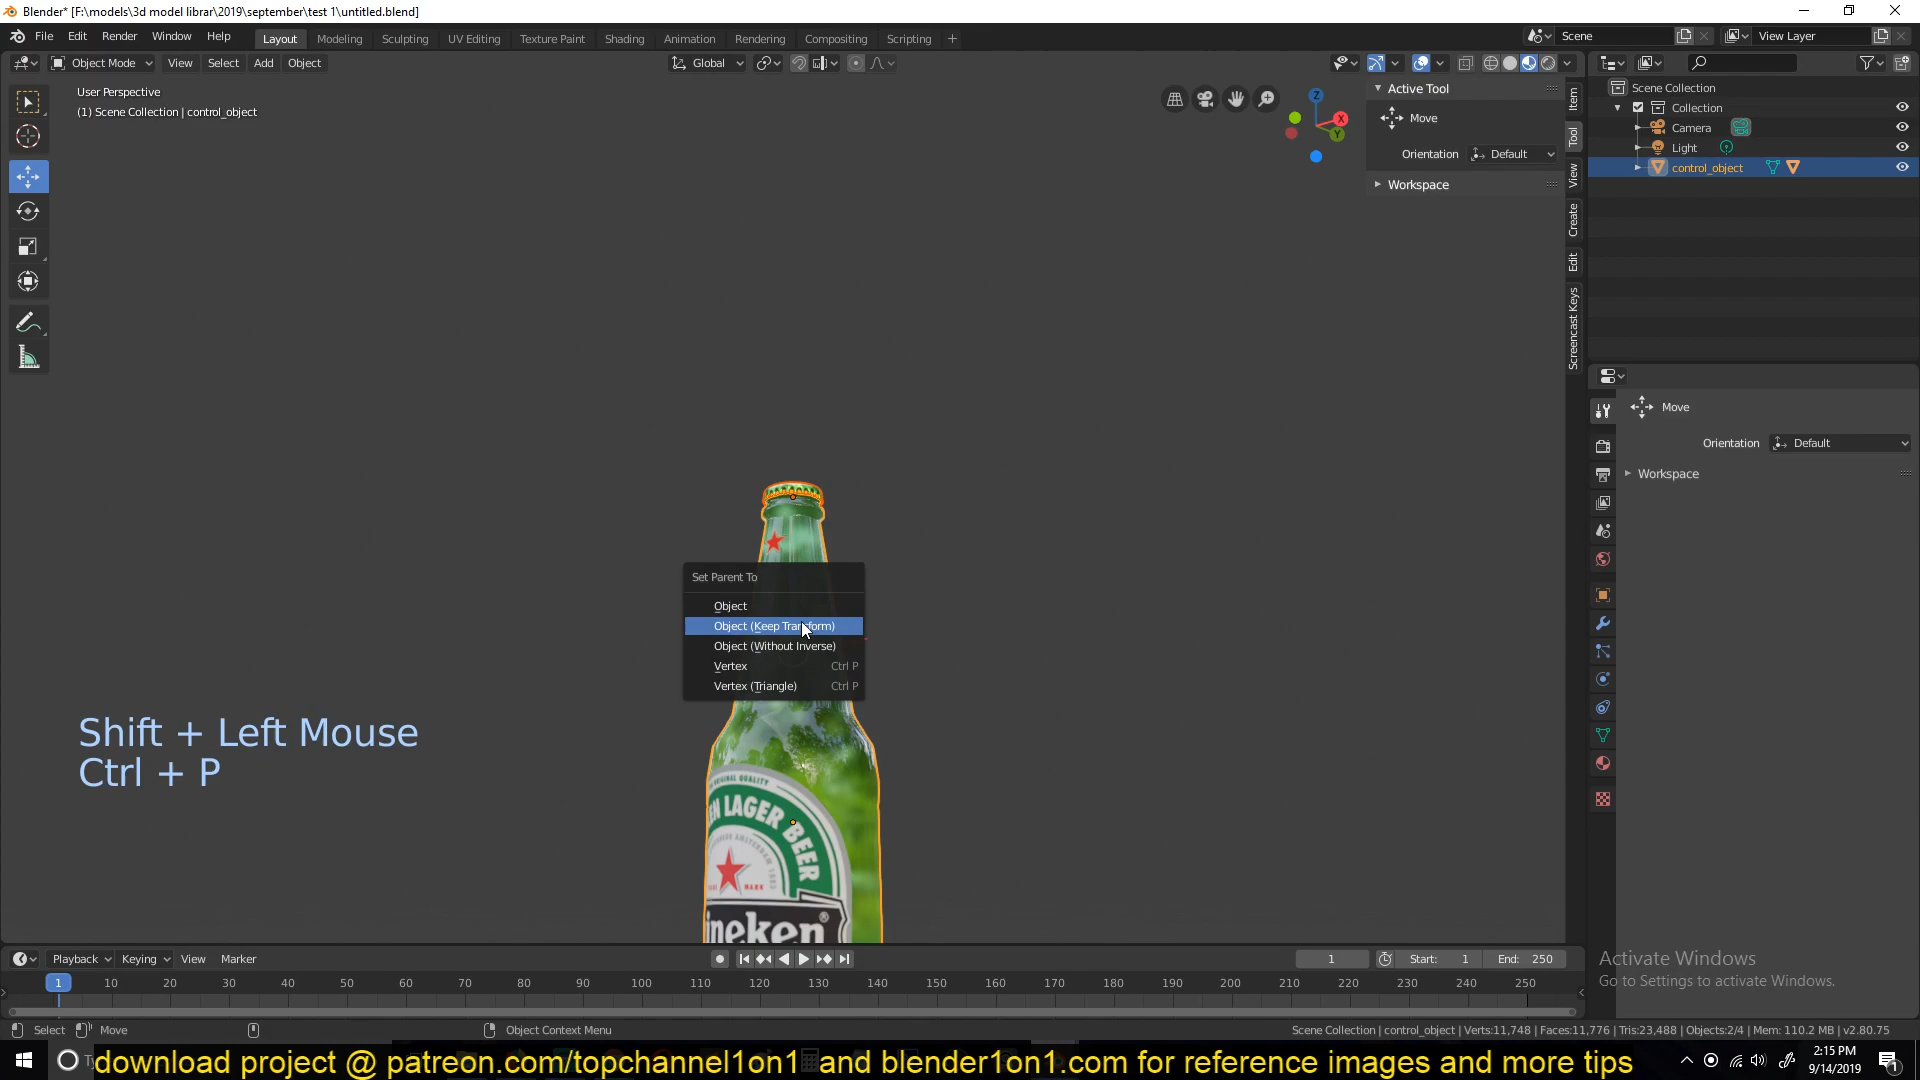 Blender* [F:\models\3d model librar\2019\september\test 1\untitled.blend]
File Edit Render Window Help Layout Modeling Sculpting UV Editing Texture Paint Shading Animation Rendering Compositing Scripting + Scene View Layer
Object Mode View Select Add Object Global
User Perspective
(1) Scene Collection | control_object
Active Tool
Move
Orientation Default
Workspace
Item
Tool
View
Create
Edit
Screencast Keys
Scene Collection
Collection
Camera
Light
control_object
Move
Orientation Default
Workspace
Set Parent To
Object
Object (Keep Transform)
Object (Without Inverse)
Vertex Ctrl P
Vertex (Triangle) Ctrl P
Shift + Left Mouse
Ctrl + P
ORIGINAL QUALITY
EN LAGER BEER
MARK
ineken®
Playback Keying View Marker 1 Start: 1 End: 250
1 10 20 30 40 50 60 70 80 90 100 110 120 130 140 150 160 170 180 190 200 210 220 230 240 250
Activate Windows
Go to Settings to activate Windows.
Select Move Object Context Menu Scene Collection | control_object | Verts:11,748 | Faces:11,776 | Tris:23,488 | Objects:2/4 | Mem: 110.2 MB | v2.80.75
download project @ patreon.com/topchannel1on1 and blender1on1.com for reference images and more tips
2:15 PM
9/14/2019
1